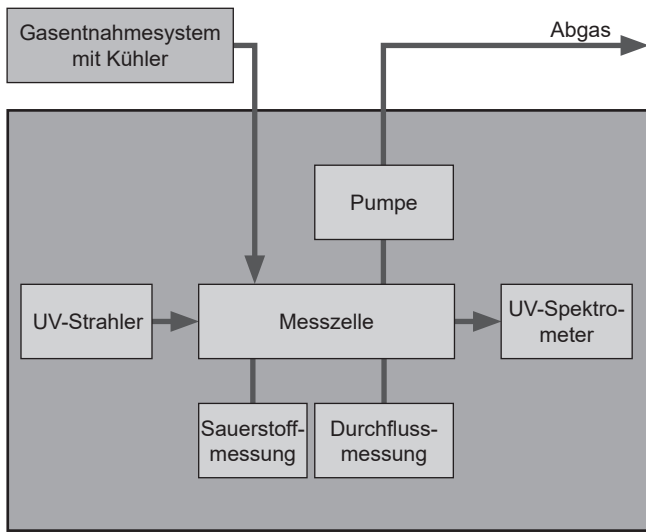 Gasentnahmesystem
mit Kühler
Abgas
Pumpe
UV-Strahler
Messzelle
UV-Spektro-
meter
Sauerstoff-
messung
Durchfluss-
messung